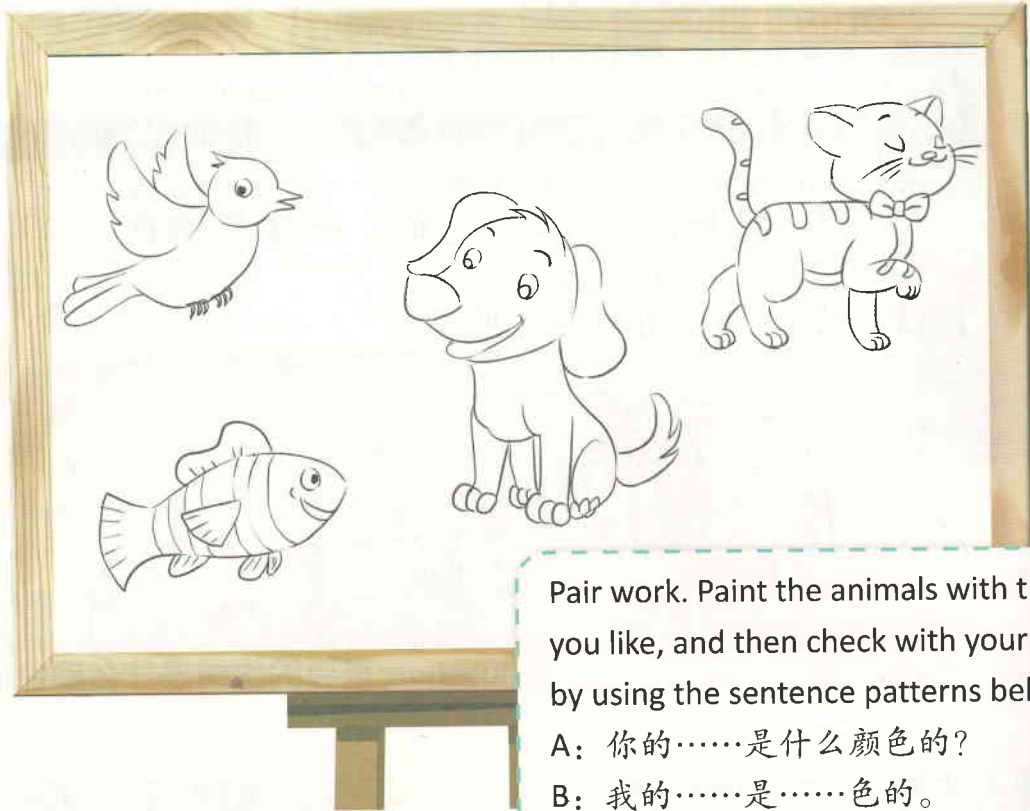 Pair work. Paint the animals with
you like, and then check with your
by using the sentence patterns
A：你的……是什么颜色的？
B：我的……是……色的。